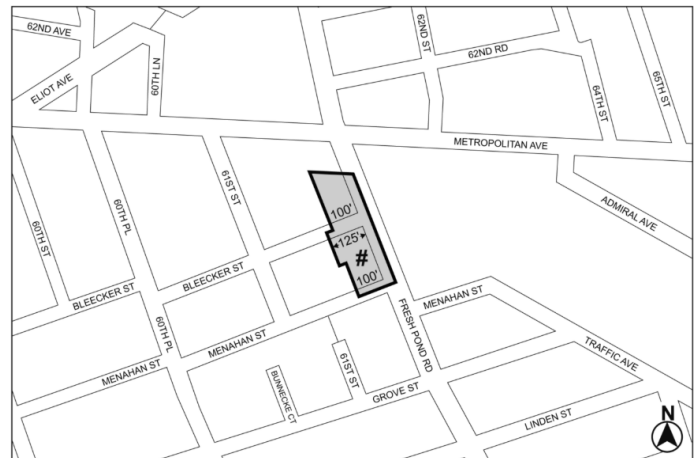 62ND AVE
62ND ST
62ND RD
60TH LN
ELIOT AVE
64TH ST
65TH ST
METROPOLITAN AVE
61ST ST
60TH PL
60TH ST
100'
125'
#
100'
ADMIRAL AVE
BLEECKER ST
BLEECKER ST
MENAHAN ST
FRESH POND RD
60TH PL
MENAHAN ST
MENAHAN ST
61ST ST
BUNNECKE CT
TRAFFIC AVE
GROVE ST
LINDEN ST
N